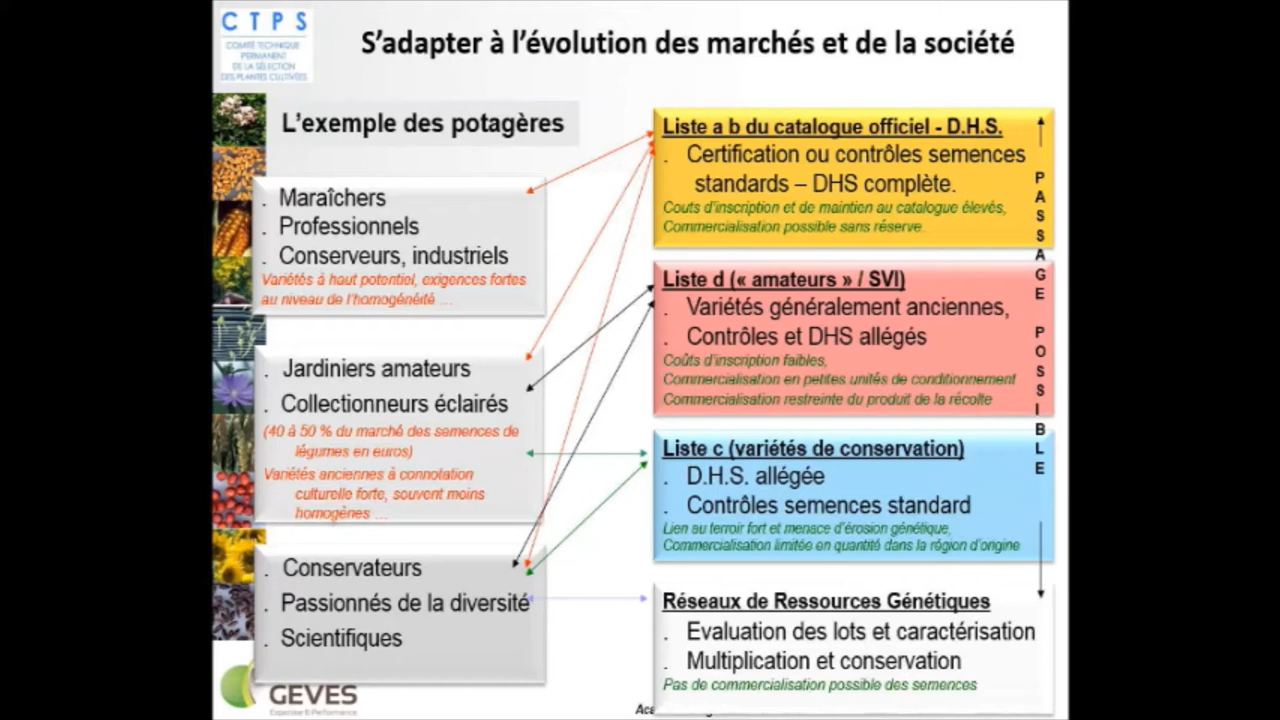 C T P S
COMITÉ TECHNIQUE
PERMANENT
DE LA SÉLECTION
DES PLANTES CULTIVÉES
S'adapter à l'évolution des marchés et de la société
L'exemple des potagères
. Maraîchers
. Professionnels
. Conserveurs, industriels
Variétés à haut potentiel, exigences fortes
au niveau de l'homogénéité ...
. Jardiniers amateurs
. Collectionneurs éclairés
(40 à 50 % du marché des semences de
légumes en euros)
Variétés anciennes à connotation
culturelle forte, souvent moins
homogènes ...
. Conservateurs
. Passionnés de la diversité
. Scientifiques
GEVES
Expertise & Performance
Liste a b du catalogue officiel - D.H.S.
. Certification ou contrôles semences
standards – DHS complète.
Couts d'inscription et de maintien au catalogue élevés,
Commercialisation possible sans réserve.
Liste d (« amateurs » / SVI)
. Variétés généralement anciennes,
. Contrôles et DHS allégés
Coûts d'inscription faibles,
Commercialisation en petites unités de conditionnement
Commercialisation restreinte du produit de la récolte
Liste c (variétés de conservation)
. D.H.S. allégée
. Contrôles semences standard
Lien au terroir fort et menace d'érosion génétique,
Commercialisation limitée en quantité dans la région d'origine
Réseaux de Ressources Génétiques
. Evaluation des lots et caractérisation
. Multiplication et conservation
Pas de commercialisation possible des semences
PASSAGE POSSIBLE